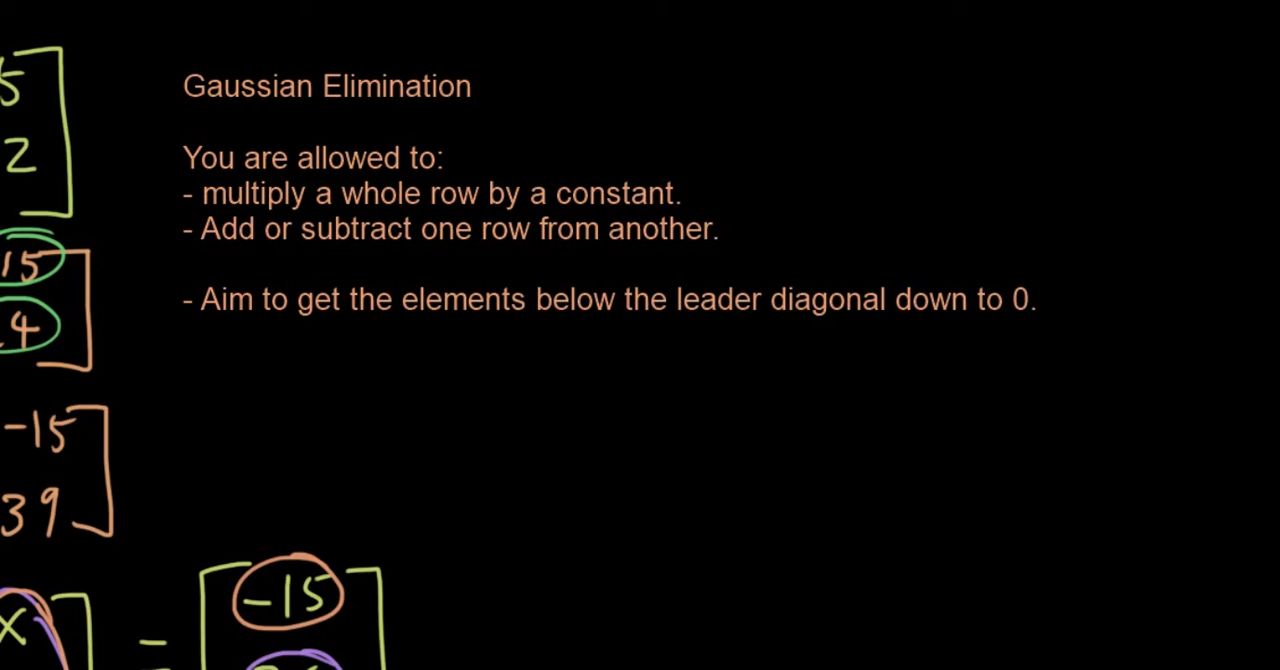 5
2
Gaussian Elimination
You are allowed to:
- multiply a whole row by a constant.
- Add or subtract one row from another.
- Aim to get the elements below the leader diagonal down to 0.
15
4
-15
39
x = -15